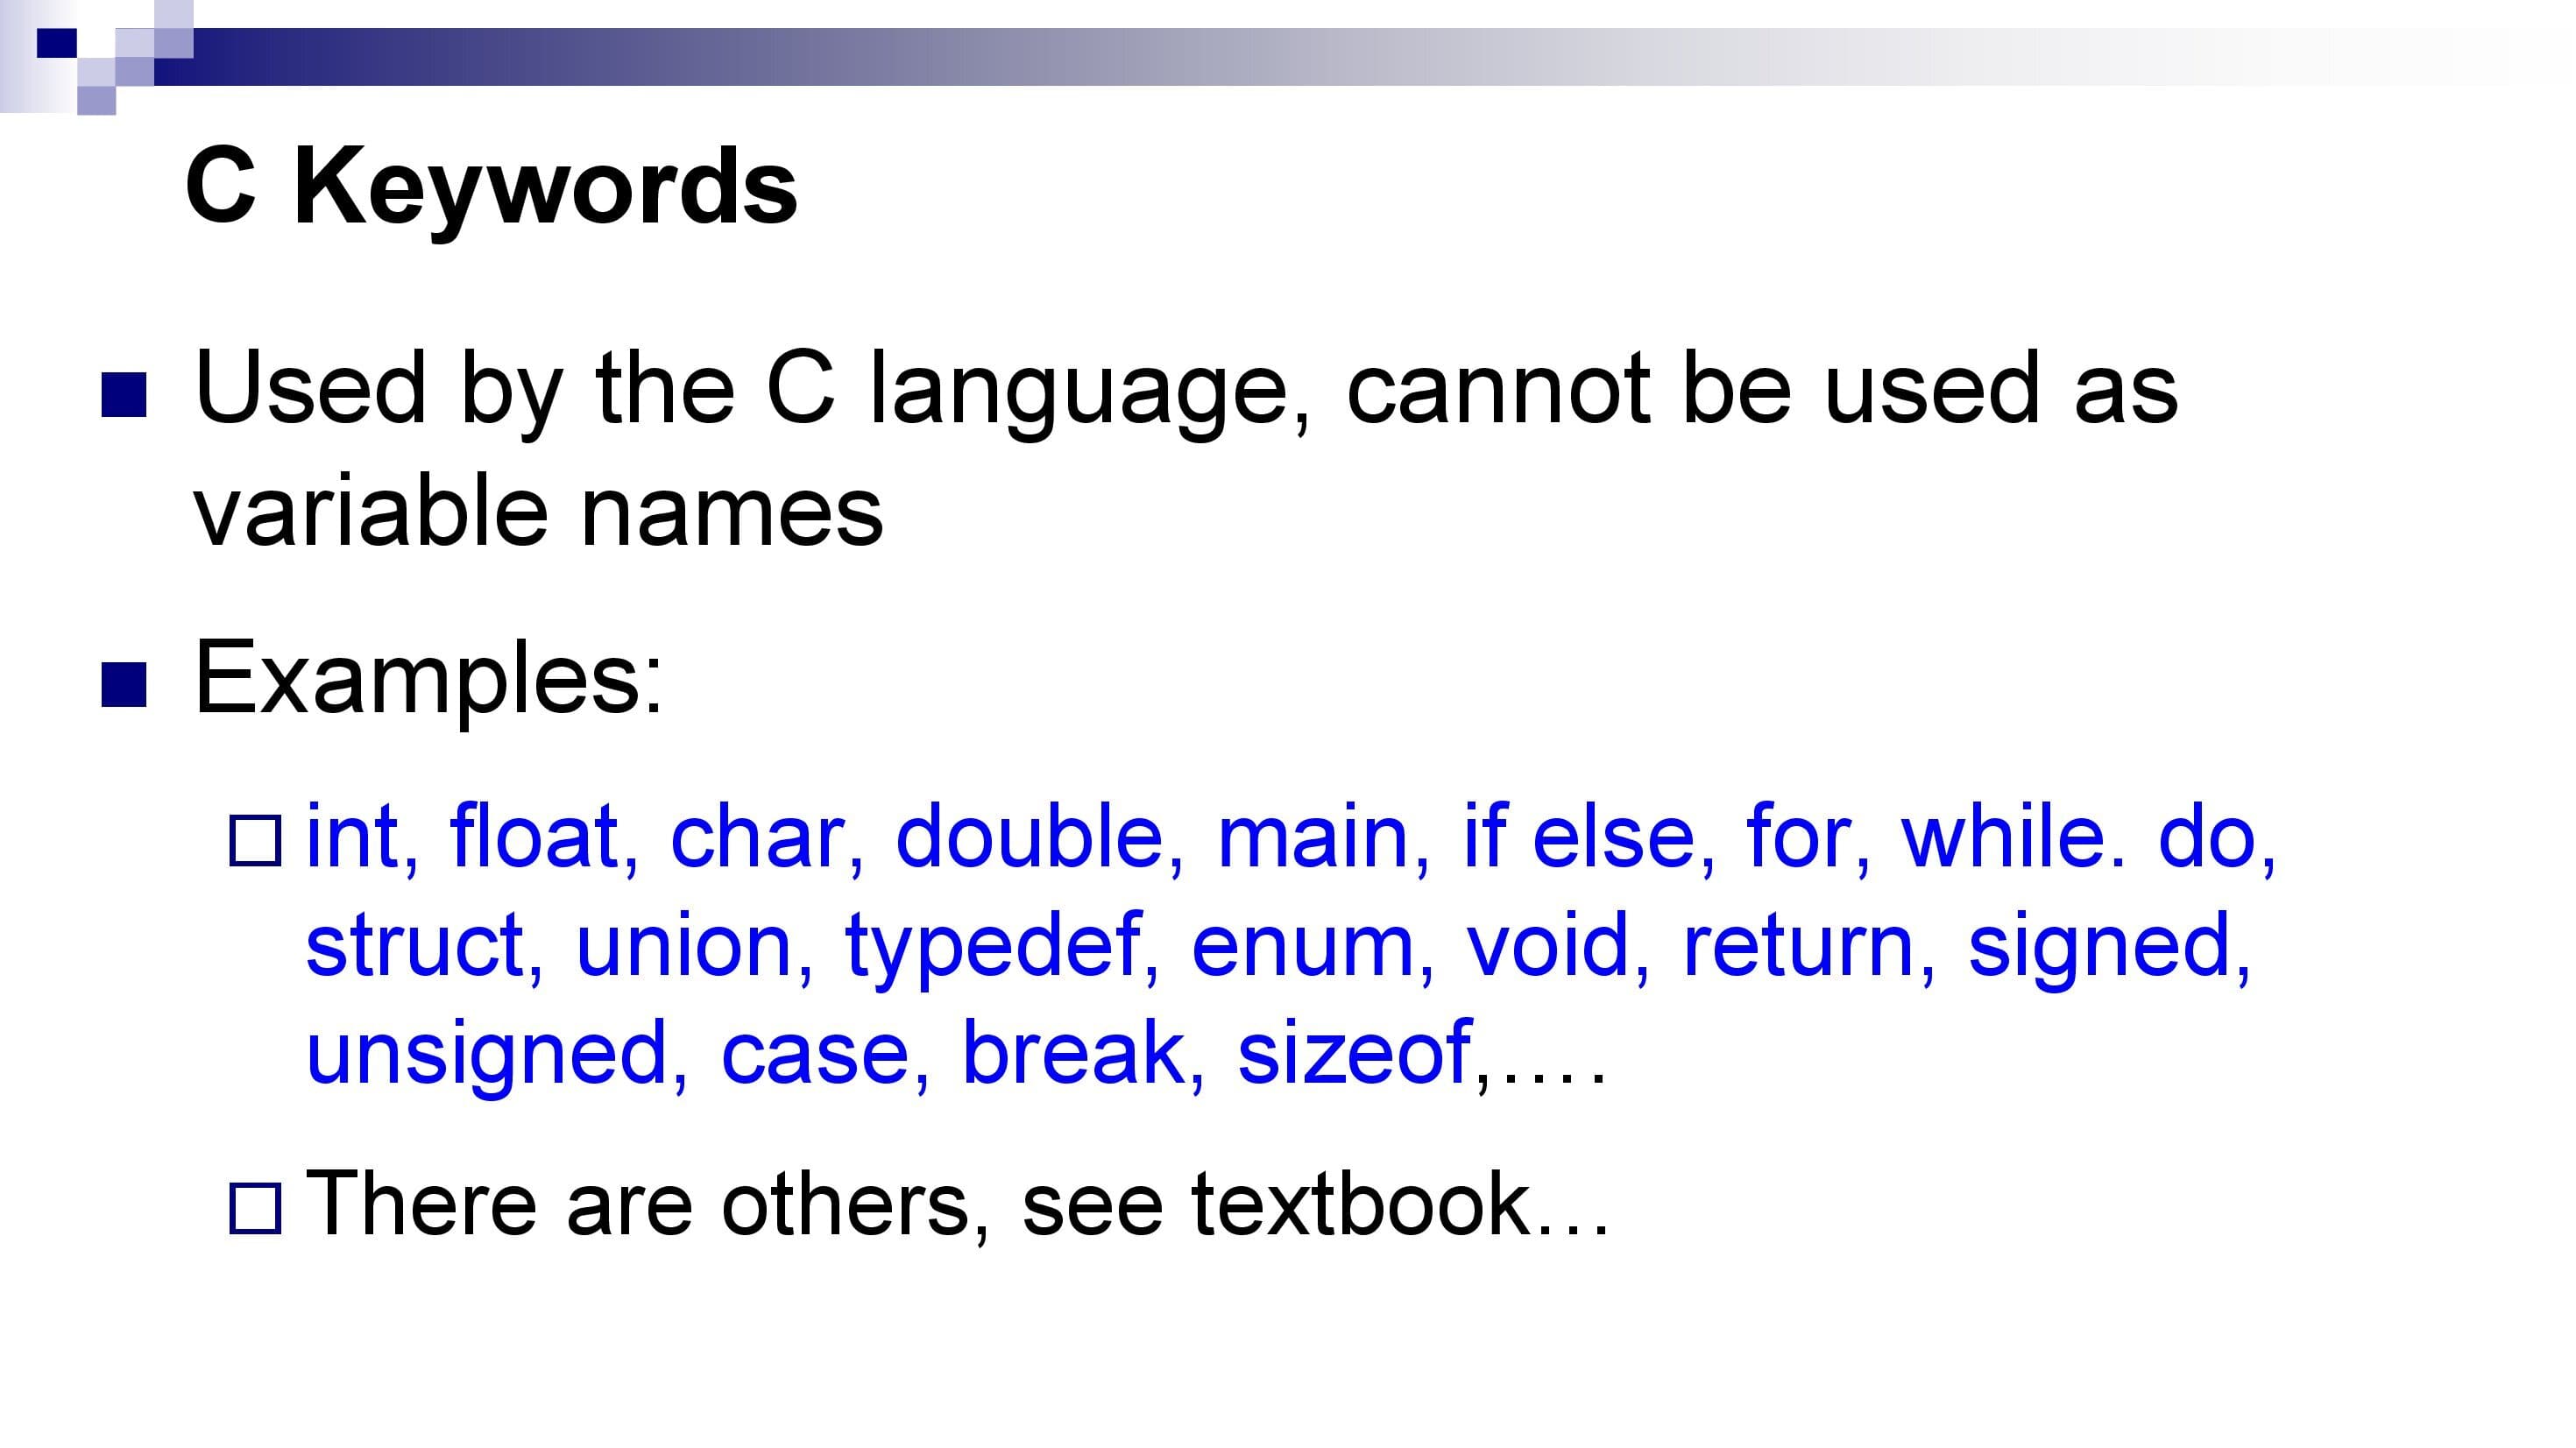 C Keywords
Used by the C language, cannot be used as
variable names
Examples:
int, float, char, double, main, if else, for, while. do,
struct, union, typedef, enum, void, return, signed,
unsigned, case, break, sizeof,….
There are others, see textbook…